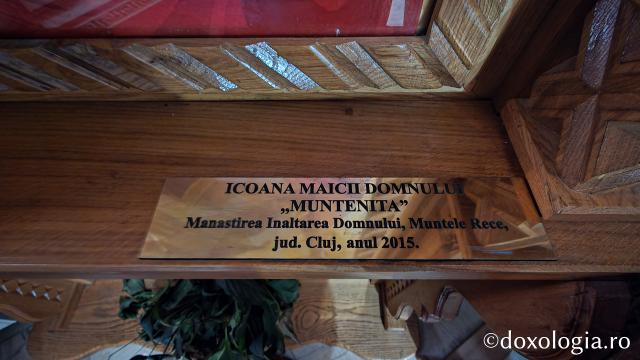 ICOANA MAICII DOMNULUI
„MUNTENITA”
Manastirea Inaltarea Domnului, Muntele Rece,
jud. Cluj, anul 2015.
©doxologia.ro